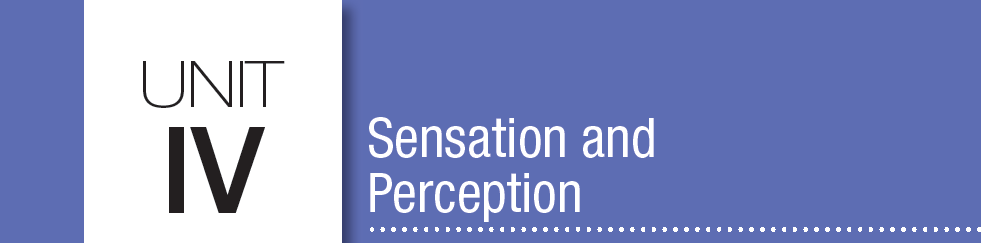 UNIT
IV
Sensation and
Perception